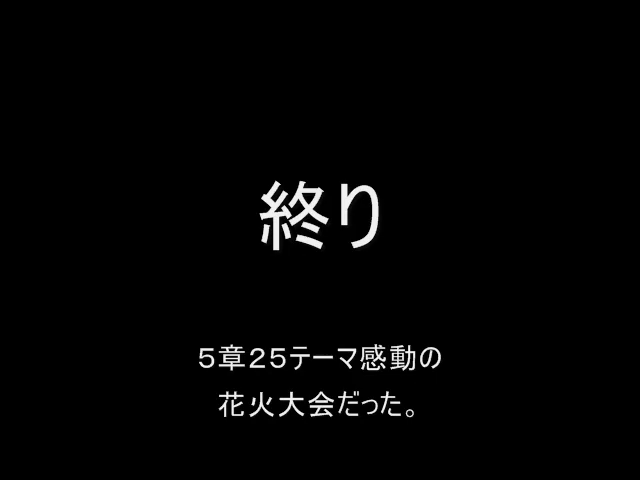 終り
５章２５テーマ感動の
花火大会だった。